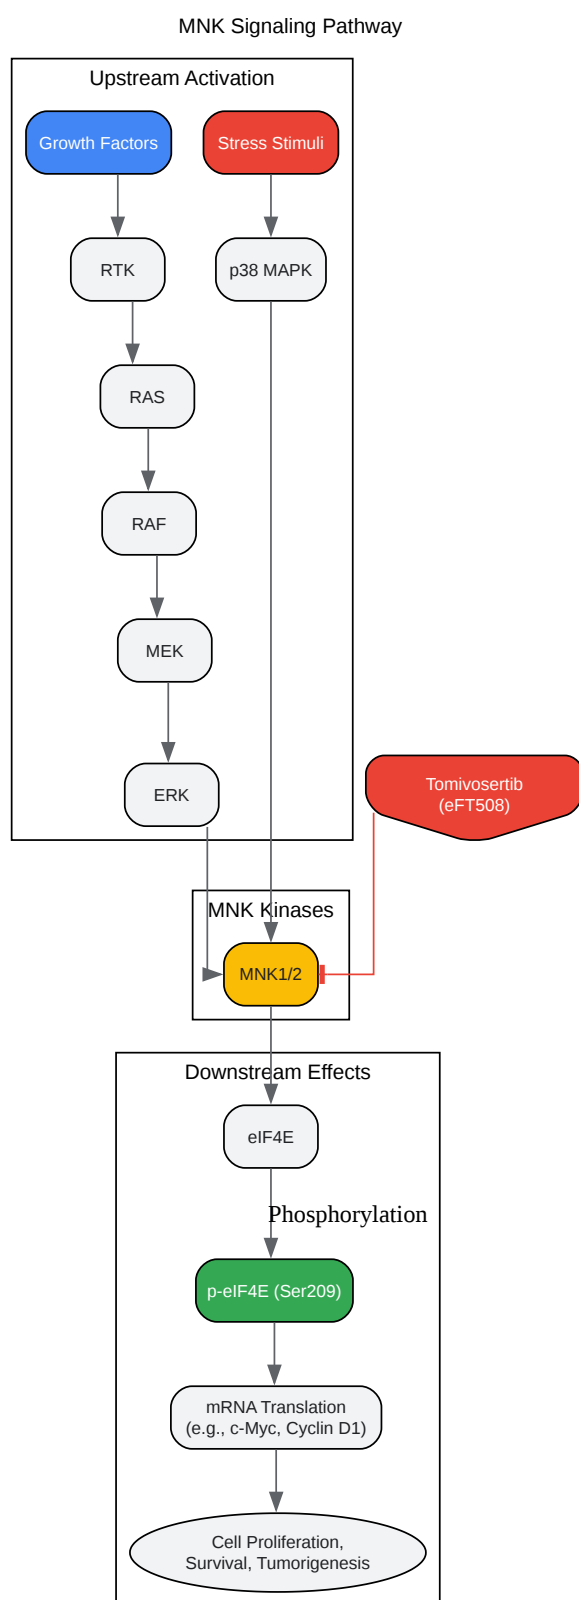 MNK Signaling Pathway
Upstream Activation
Growth Factors
Stress Stimuli
RTK
p38 MAPK
RAS
RAF
MEK
ERK
Tomivosertib
(eFT508)
MNK Kinases
MNK1/2
Downstream Effects
eIF4E
Phosphorylation
p-eIF4E (Ser209)
mRNA Translation
(e.g., c-Myc, Cyclin D1)
Cell Proliferation,
Survival, Tumorigenesis